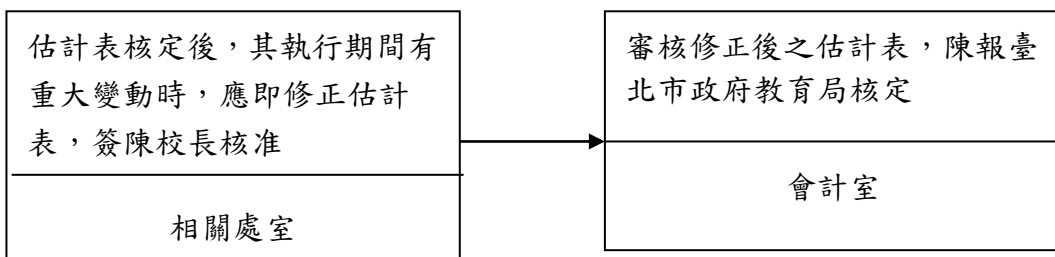 估計表核定後，其執行期間有
重大變動時，應即修正估計
表，簽陳校長核准
相關處室
審核修正後之估計表，陳報臺
北市政府教育局核定
會計室